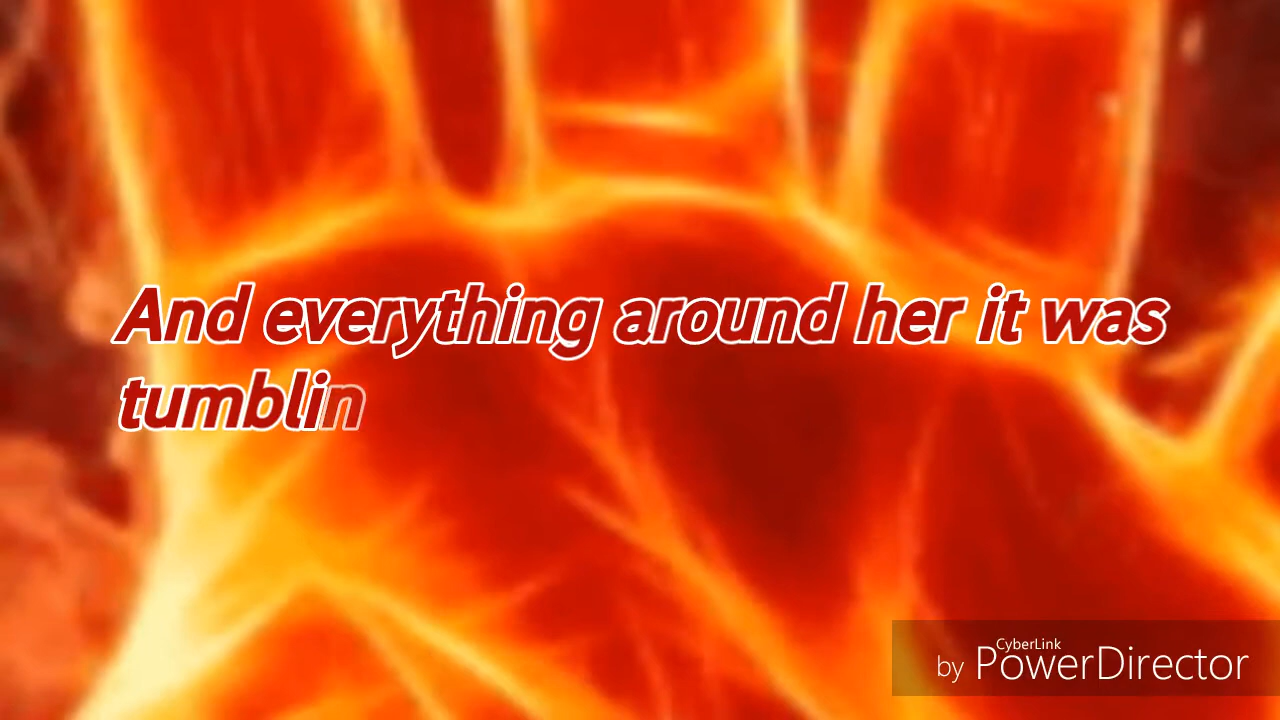 And everything around her it was
tumblin
CyberLink
by PowerDirector